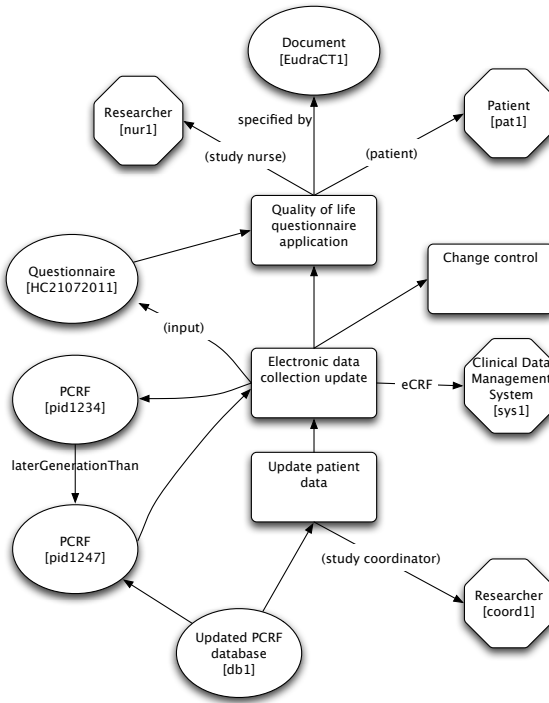 Document
[EudraCT1]
Researcher
[nur1]
Patient
[pat1]
specified by
(study nurse)
(patient)
Quality of life
questionnaire
application
Questionnaire
[HC21072011]
Change control
(input)
PCRF
[pid1234]
Electronic data
collection update
eCRF
Clinical Data
Management
System
[sys1]
laterGenerationThan
Update patient
data
PCRF
[pid1247]
(study coordinator)
Researcher
[coord1]
Updated PCRF
database
[db1]